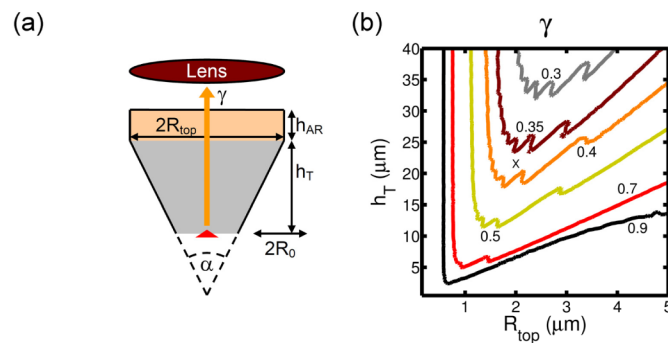 (a)
Lens
γ
2R_top
h_AR
h_T
2R_0
α
(b)
γ
h_T (μm)
40
35
30
25
20
15
10
5
0.3
0.35
0.4
x
0.5
0.7
0.9
1 2 3 4 5
R_top (μm)